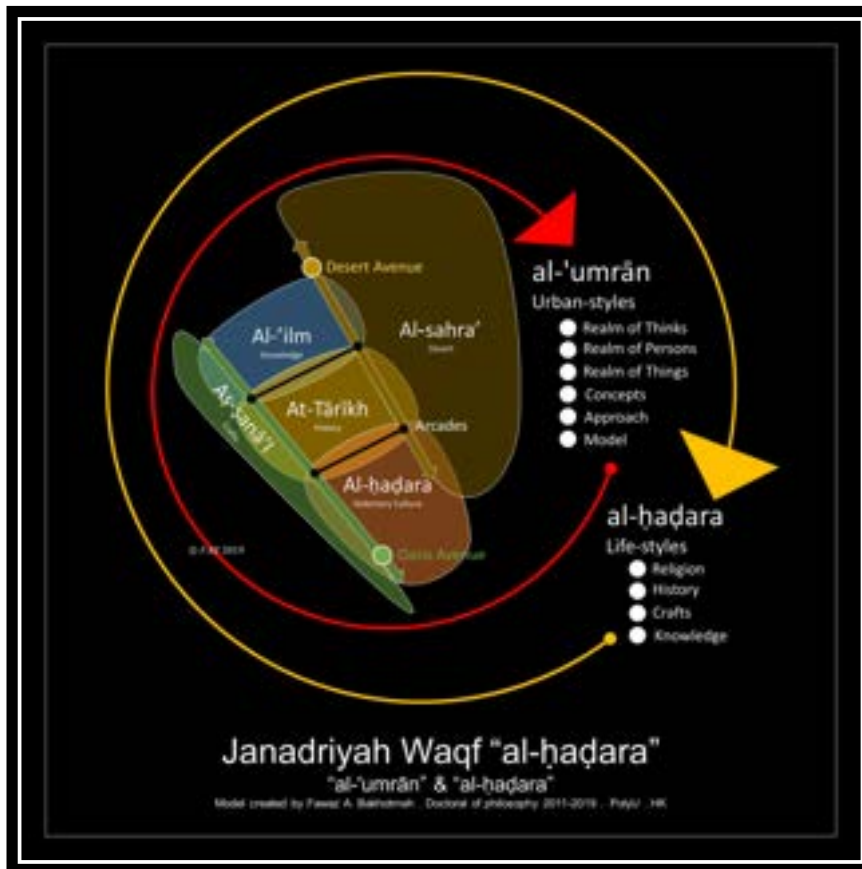 Desert Avenue
Al-'ilm
Knowledge
Al-sahra'
Desert
Aṣ-Ṣanā'i
At-Tārīkh
History
Arcades
Al-ḥaḍara
Sedentary Culture
Oasis Avenue
al-'umrān
Urban-styles
Realm of Thinks
Realm of Persons
Realm of Things
Concepts
Approach
Model
al-ḥaḍara
Life-styles
Religion
History
Crafts
Knowledge
Janadriyah Waqf “al-ḥaḍara”
“al-'umrān” & “al-ḥaḍara”
Model created by Fawaz A. Bakhotmah . Doctoral of philosophy 2011-2019 . PolyU . HK